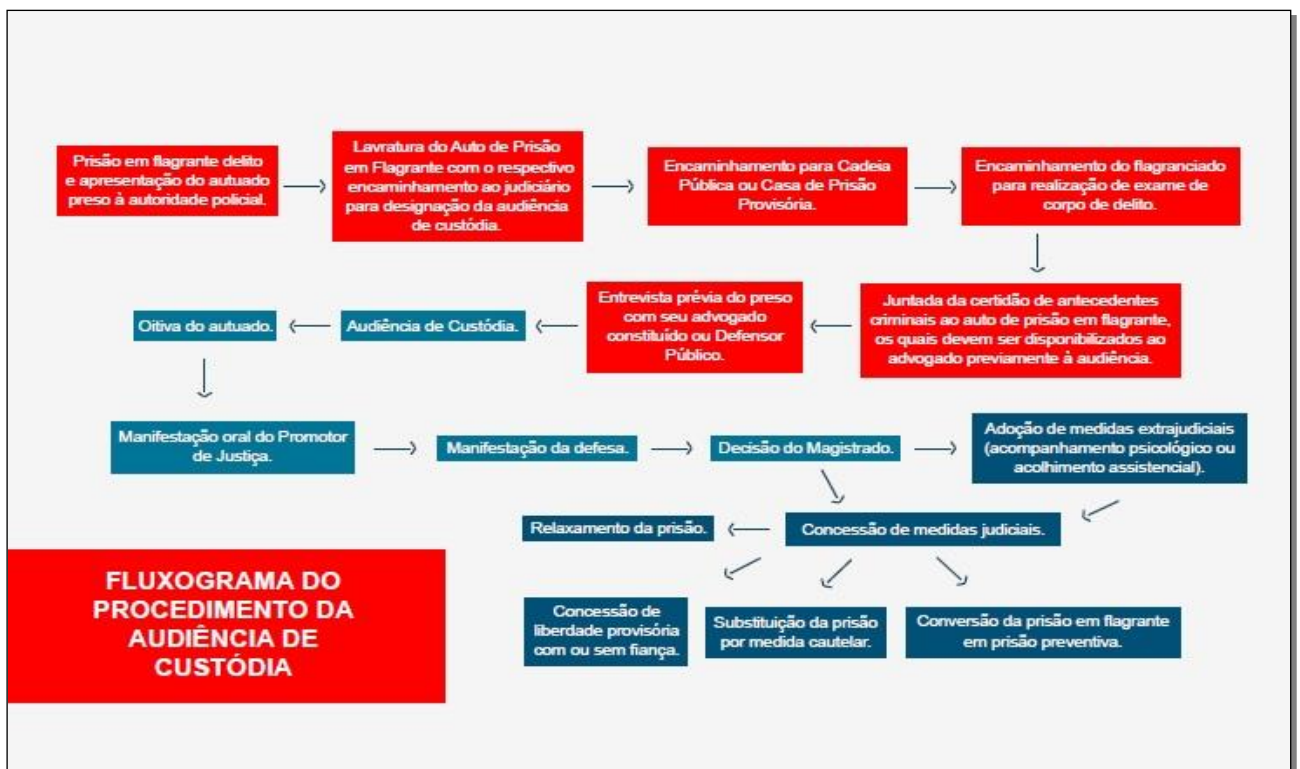 Prisão em flagrante delito
e apresentação do autuado
preso à autoridade policial.
Lavratura do Auto de Prisão
em Flagrante com o respectivo
encaminhamento ao judiciário
para designação da audiência
de custódia.
Encaminhamento para Cadeia
Pública ou Casa de Prisão
Provisória.
Encaminhamento do flagranciado
para realização de exame de
corpo de delito.
Juntada da certidão de antecedentes
criminais ao auto de prisão em flagrante,
os quais devem ser disponibilizados ao
advogado previamente à audiência.
Entrevista prévia do preso
com seu advogado
constituído ou Defensor
Público.
Audiência de Custódia.
Oitiva do autuado.
Manifestação oral do Promotor
de Justiça.
Manifestação da defesa.
Decisão do Magistrado.
Adoção de medidas extrajudiciais
(acompanhamento psicológico ou
acolhimento assistencial).
Concessão de medidas judiciais.
Relaxamento da prisão.
Concessão de
liberdade provisória
com ou sem fiança.
Substituição da prisão
por medida cautelar.
Conversão da prisão em flagrante
em prisão preventiva.
FLUXOGRAMA DO
PROCEDIMENTO DA
AUDIÊNCIA DE
CUSTÓDIA